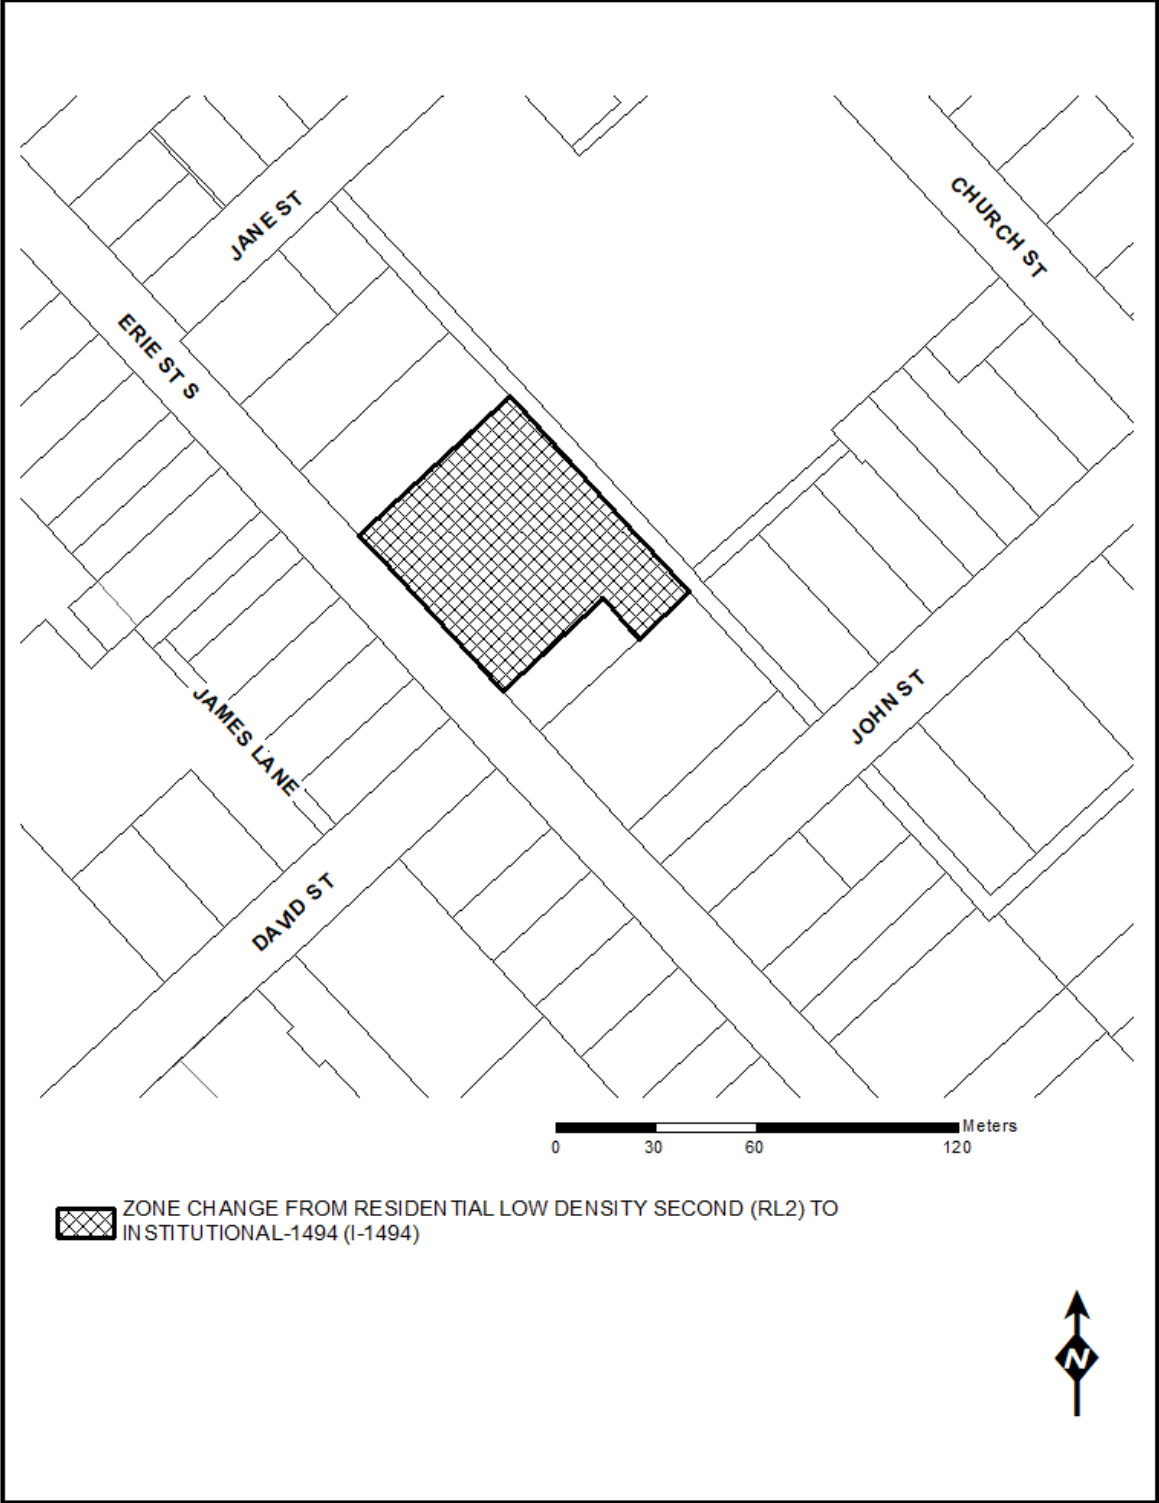 CHURCH ST
JANE ST
ERIE ST S
JOHN ST
JAMES LANE
DAVID ST
Meters
0 30 60 120
ZONE CHANGE FROM RESIDENTIAL LOW DENSITY SECOND (RL2) TO
INSTITUTIONAL-1494 (I-1494)
N